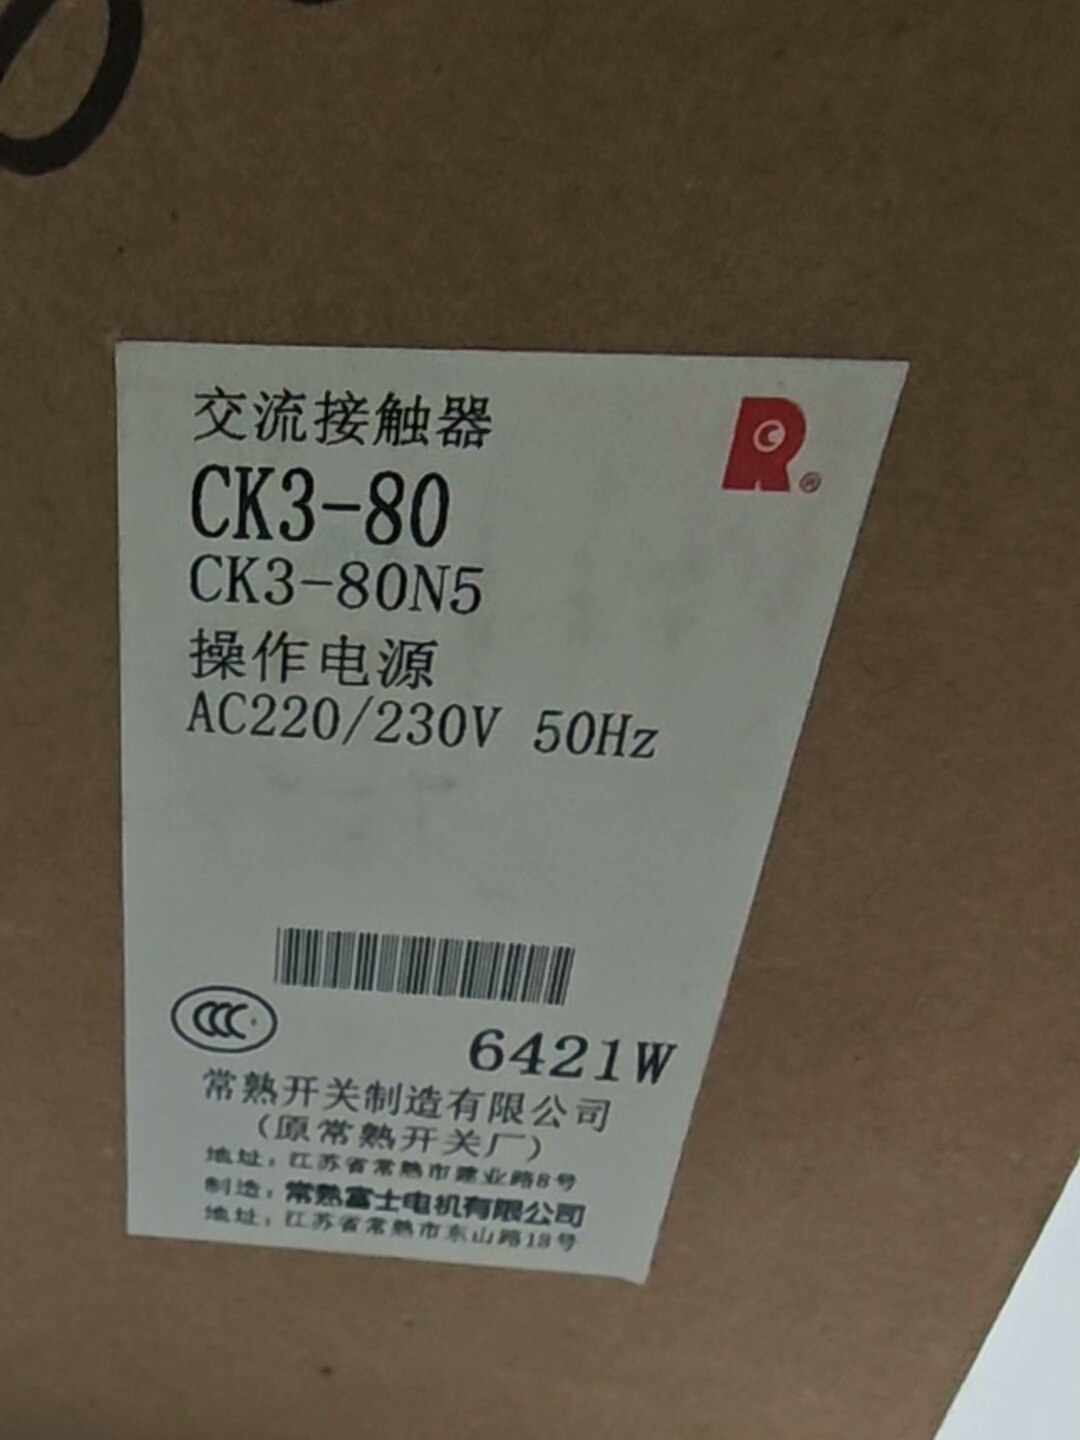 交流接触器
CK3-80
CK3-80N5
操作电源
AC220/230V 50Hz
6421W
常熟开关制造有限公司
(原常熟开关厂)
地址：江苏省常熟市建业路8号
制造：常熟富士电机有限公司
地址：江苏省常熟市东山路18号